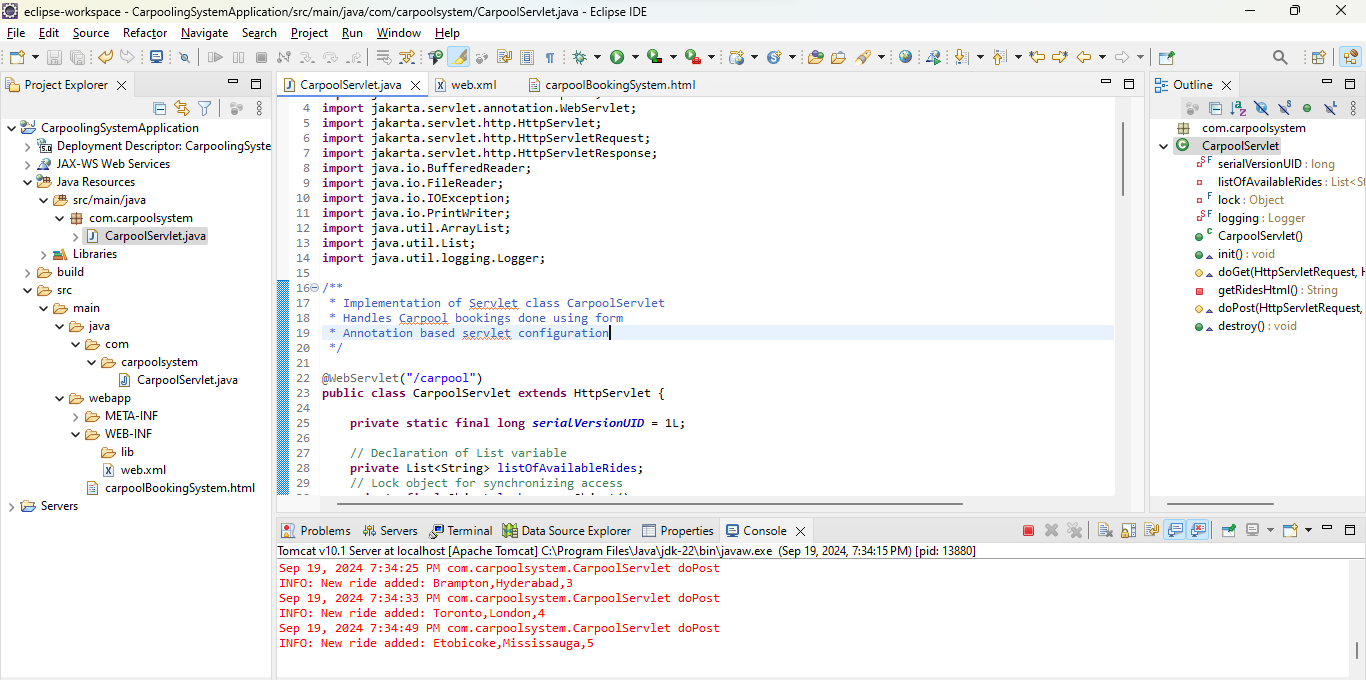 eclipse-workspace - CarpoolingSystemApplication/src/main/java/com/carpoolsystem/CarpoolServlet.java - Eclipse IDE
File Edit Source Refactor Navigate Search Project Run Window Help
Project Explorer
CarpoolingSystemApplication
Deployment Descriptor: CarpoolingSyste
JAX-WS Web Services
Java Resources
src/main/java
com.carpoolsystem
CarpoolServlet.java
Libraries
build
src
main
java
com
carpoolsystem
CarpoolServlet.java
webapp
META-INF
WEB-INF
lib
web.xml
carpoolBookingSystem.html
Servers
CarpoolServlet.java web.xml carpoolBookingSystem.html
4 import jakarta.servlet.annotation.WebServlet;
5 import jakarta.servlet.http.HttpServlet;
6 import jakarta.servlet.http.HttpServletRequest;
7 import jakarta.servlet.http.HttpServletResponse;
8 import java.io.BufferedReader;
9 import java.io.FileReader;
10 import java.io.IOException;
11 import java.io.PrintWriter;
12 import java.util.ArrayList;
13 import java.util.List;
14 import java.util.logging.Logger;
15
16 /**
17 * Implementation of Servlet class CarpoolServlet
18 * Handles Carpool bookings done using form
19 * Annotation based servlet configuration
20 */
21
22 @WebServlet("/carpool")
23 public class CarpoolServlet extends HttpServlet {
24
25 private static final long serialVersionUID = 1L;
26
27 // Declaration of List variable
28 private List<String> listOfAvailableRides;
29 // Lock object for synchronizing access
Outline
com.carpoolsystem
CarpoolServlet
serialVersionUID : long
listOfAvailableRides : List<St
lock : Object
logging : Logger
CarpoolServlet()
init() : void
doGet(HttpServletRequest, H
getRidesHtml() : String
doPost(HttpServletRequest,
destroy() : void
Problems Servers Terminal Data Source Explorer Properties Console
Tomcat v10.1 Server at localhost [Apache Tomcat] C:\Program Files\Java\jdk-22\bin\javaw.exe (Sep 19, 2024, 7:34:15 PM) [pid: 13880]
Sep 19, 2024 7:34:25 PM com.carpoolsystem.CarpoolServlet doPost
INFO: New ride added: Brampton,Hyderabad,3
Sep 19, 2024 7:34:33 PM com.carpoolsystem.CarpoolServlet doPost
INFO: New ride added: Toronto,London,4
Sep 19, 2024 7:34:49 PM com.carpoolsystem.CarpoolServlet doPost
INFO: New ride added: Etobicoke,Mississauga,5